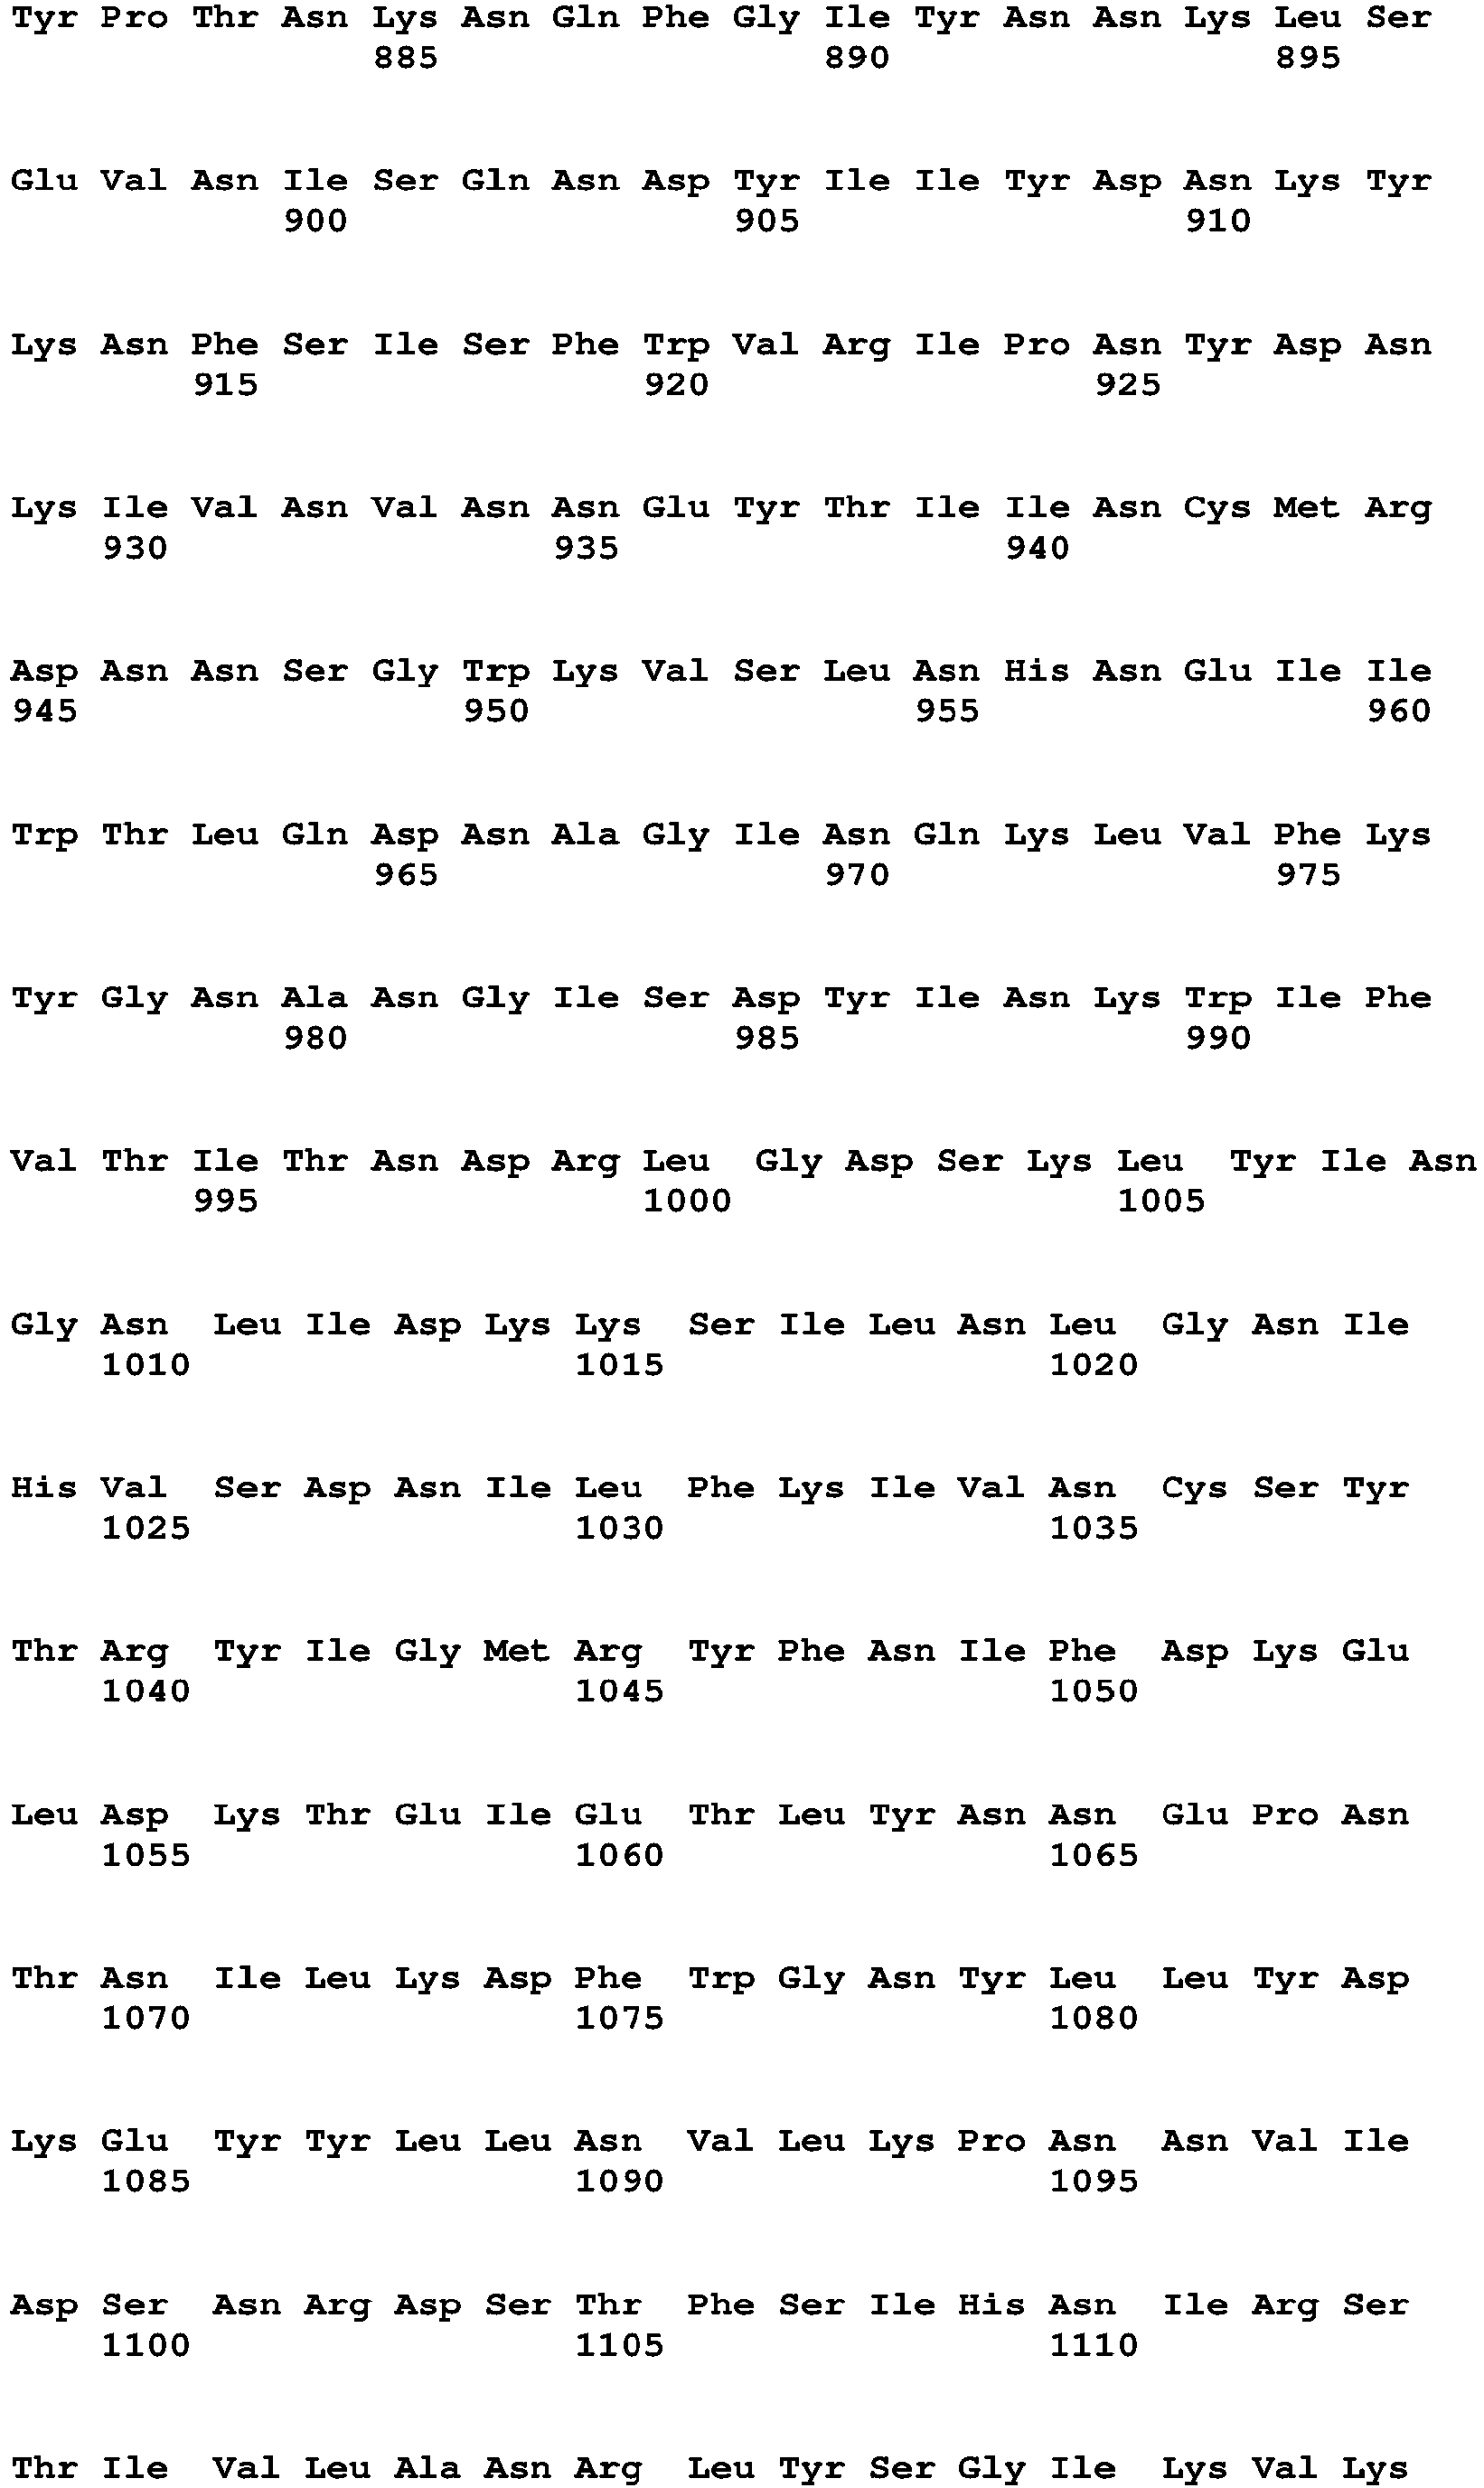 Tyr Pro Thr Asn Lys Asn Gln Phe Gly Ile Tyr Asn Asn Lys Leu Ser
885 890 895
Glu Val Asn Ile Ser Gln Asn Asp Tyr Ile Ile Tyr Asp Asn Lys Tyr
900 905 910
Lys Asn Phe Ser Ile Ser Phe Trp Val Arg Ile Pro Asn Tyr Asp Asn
915 920 925
Lys Ile Val Asn Val Asn Asn Glu Tyr Thr Ile Ile Asn Cys Met Arg
930 935 940
Asp Asn Asn Ser Gly Trp Lys Val Ser Leu Asn His Asn Glu Ile Ile
945 950 955 960
Trp Thr Leu Gln Asp Asn Ala Gly Ile Asn Gln Lys Leu Val Phe Lys
965 970 975
Tyr Gly Asn Ala Asn Gly Ile Ser Asp Tyr Ile Asn Lys Trp Ile Phe
980 985 990
Val Thr Ile Thr Asn Asp Arg Leu Gly Asp Ser Lys Leu Tyr Ile Asn
995 1000 1005
Gly Asn Leu Ile Asp Lys Lys Ser Ile Leu Asn Leu Gly Asn Ile
1010 1015 1020
His Val Ser Asp Asn Ile Leu Phe Lys Ile Val Asn Cys Ser Tyr
1025 1030 1035
Thr Arg Tyr Ile Gly Met Arg Tyr Phe Asn Ile Phe Asp Lys Glu
1040 1045 1050
Leu Asp Lys Thr Glu Ile Glu Thr Leu Tyr Asn Asn Glu Pro Asn
1055 1060 1065
Thr Asn Ile Leu Lys Asp Phe Trp Gly Asn Tyr Leu Leu Tyr Asp
1070 1075 1080
Lys Glu Tyr Tyr Leu Leu Asn Val Leu Lys Pro Asn Asn Val Ile
1085 1090 1095
Asp Ser Asn Arg Asp Ser Thr Phe Ser Ile His Asn Ile Arg Ser
1100 1105 1110
Thr Ile Val Leu Ala Asn Arg Leu Tyr Ser Gly Ile Lys Val Lys